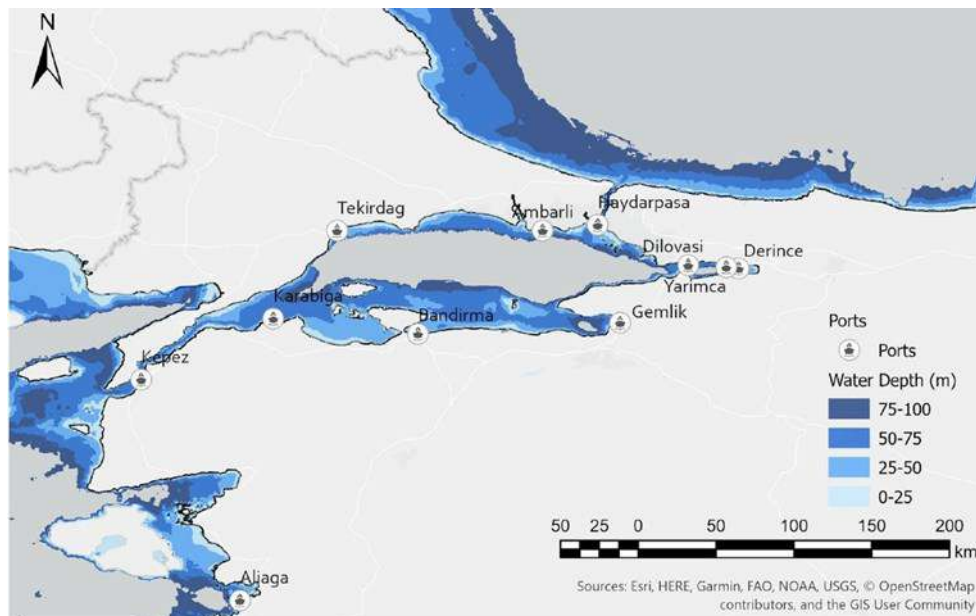 N
Tekirdag
Ambarli
Haydarpasa
Dilovasi
Derince
Yarimca
Karabiga
Bandirma
Gemlik
Kepez
Aliaga
Ports
Ports
Water Depth (m)
75-100
50-75
25-50
0-25
50 25 0 50 100 150 200
km
Sources: Esri, HERE, Garmin, FAO, NOAA, USGS, © OpenStreetMap
contributors, and the GIS User Community